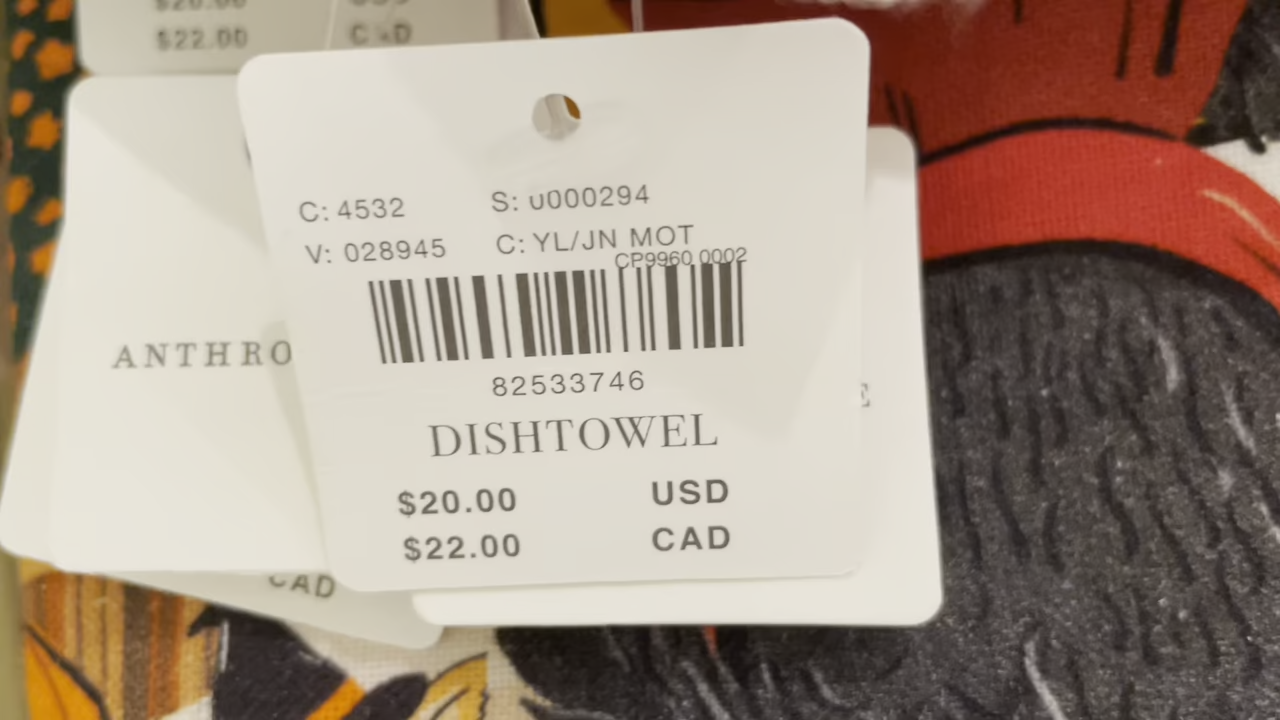 $22.00 CAD
C: 4532 S: 0000294
V: 028945 C: YL/JN MOT
CP9960 0002
ANTHRO
82533746
E
DISHTOWEL
$20.00 USD
$22.00 CAD
CAD